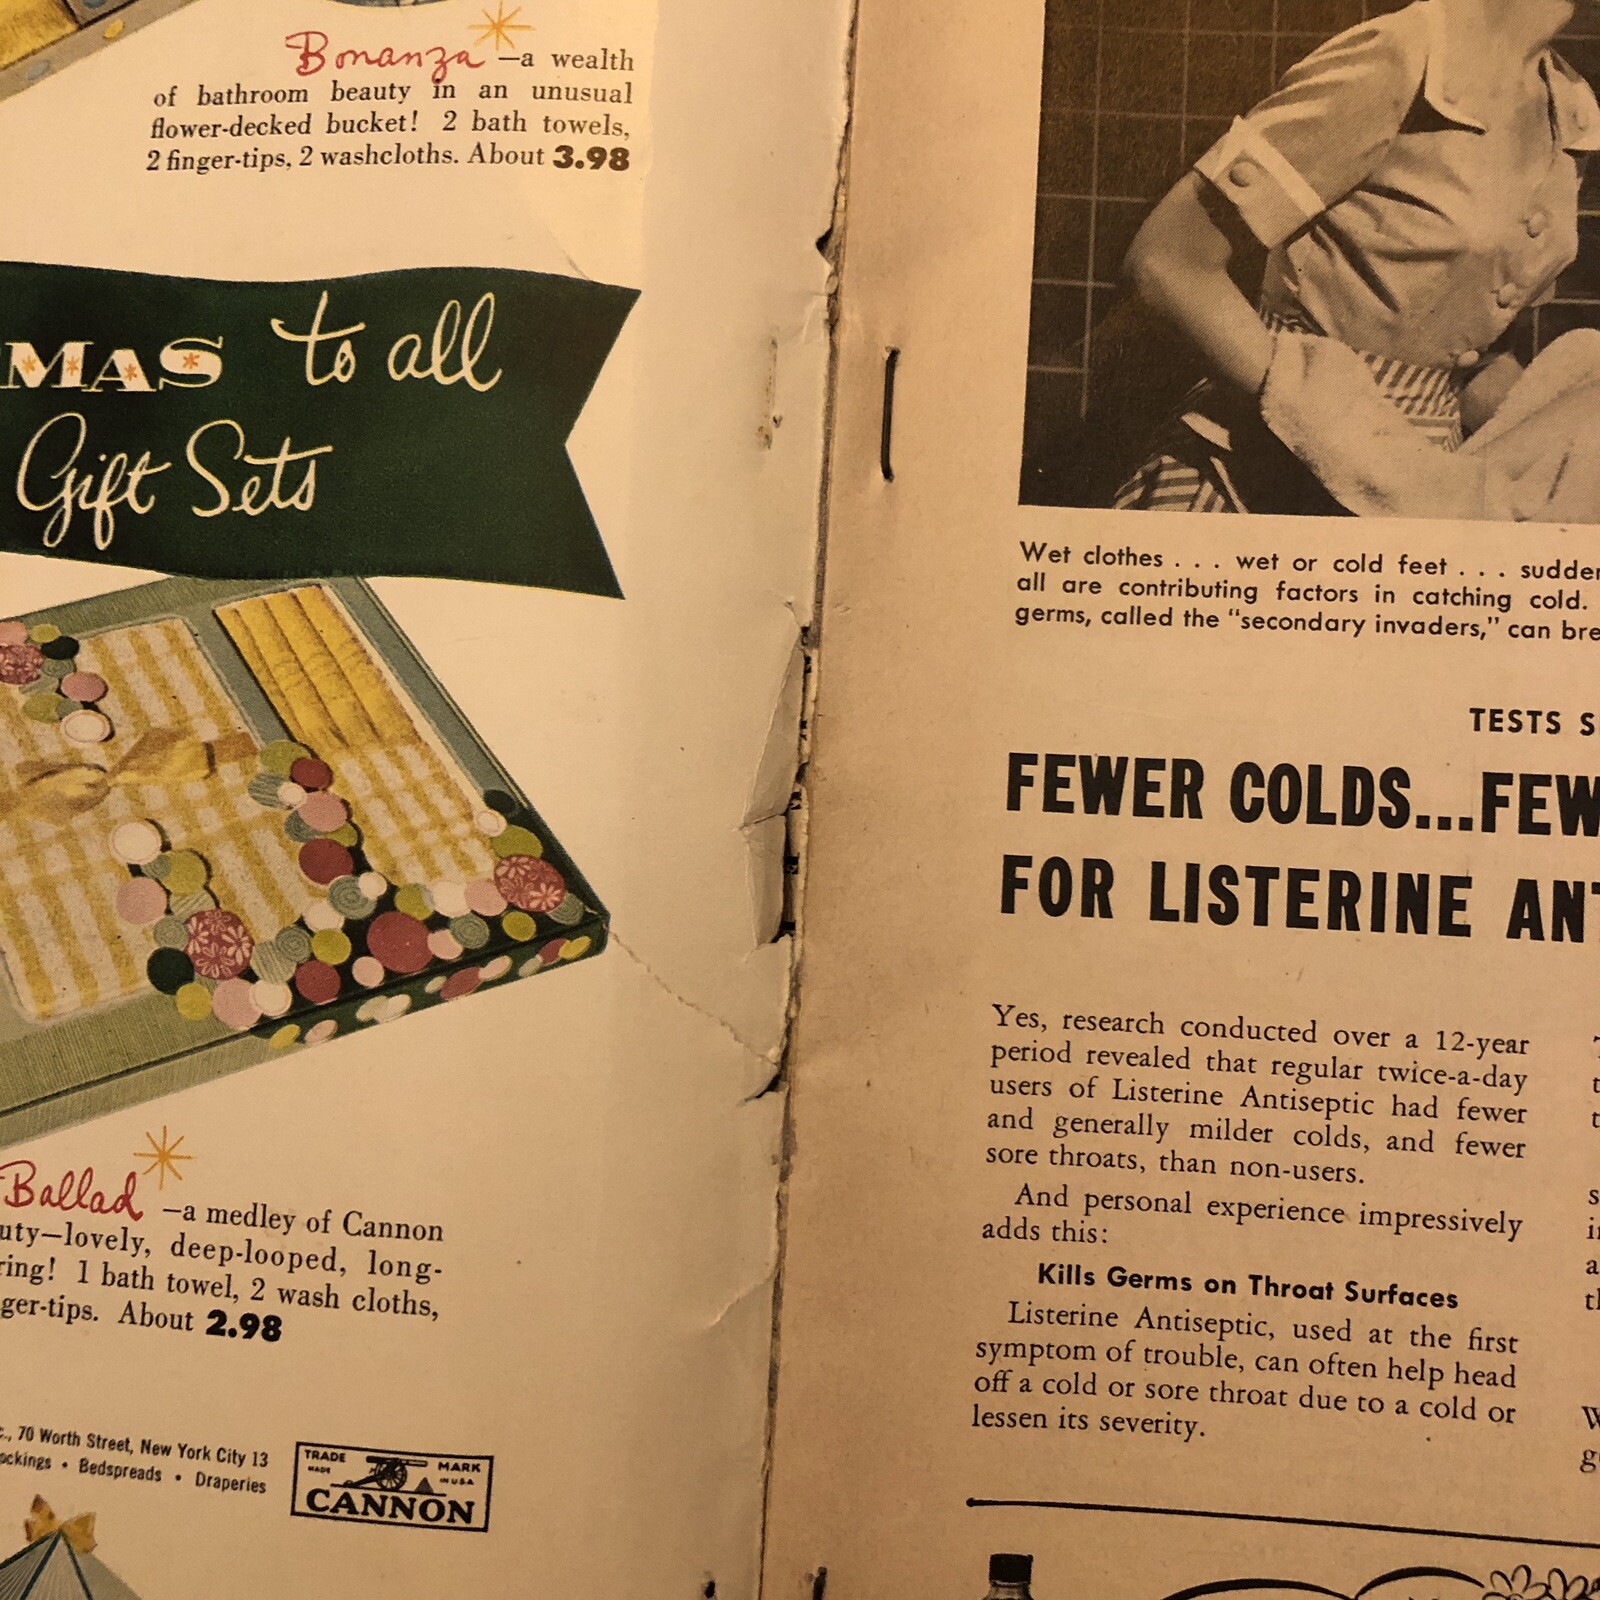 Bonanza —a wealth
of bathroom beauty in an unusual
flower-decked bucket! 2 bath towels,
2 finger-tips, 2 washcloths. About 3.98
MAS to all
Gift Sets
Ballad —a medley of Cannon
uty—lovely, deep-looped, long-
ring! 1 bath towel, 2 wash cloths,
ger-tips. About 2.98
c., 70 Worth Street, New York City 13
ockings • Bedspreads • Draperies
TRADE MARK
MADE IN U.S.A.
CANNON
Wet clothes . . . wet or cold feet . . . sudden
all are contributing factors in catching cold.
germs, called the "secondary invaders," can bre
TESTS S
FEWER COLDS...FEW
FOR LISTERINE ANT
Yes, research conducted over a 12-year
period revealed that regular twice-a-day
users of Listerine Antiseptic had fewer
and generally milder colds, and fewer
sore throats, than non-users.
And personal experience impressively
adds this:
Kills Germs on Throat Surfaces
Listerine Antiseptic, used at the first
symptom of trouble, can often help head
off a cold or sore throat due to a cold or
lessen its severity.